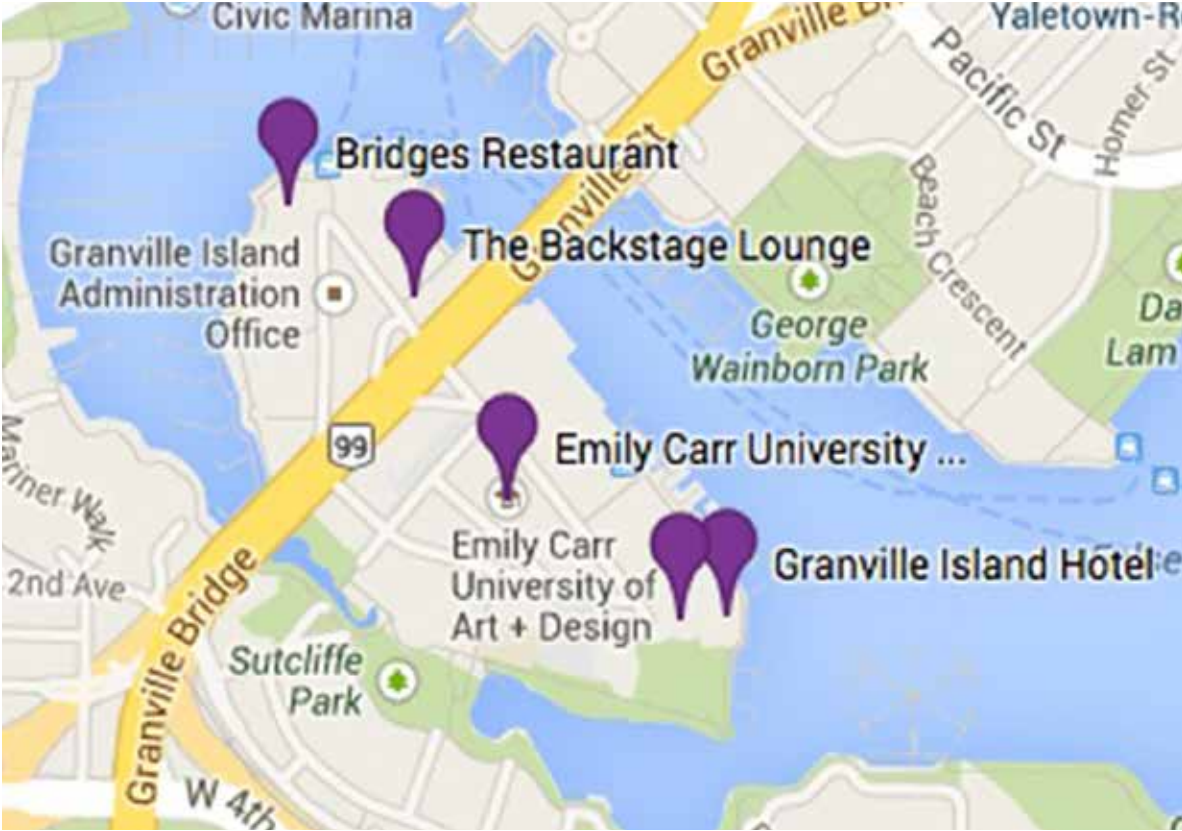 Civic Marina
Granville
Yaletown-R
Pacific St
Homer St
Bridges Restaurant
Granville St
Beach Crescent
The Backstage Lounge
Granville Island
Administration
Office
George
Wainborn Park
Da
Lam
99
Mariner Walk
Emily Carr University ...
Emily Carr
University of
Art + Design
Granville Island Hotel
2nd Ave
Granville Bridge
Sutcliffe
Park
W 4th